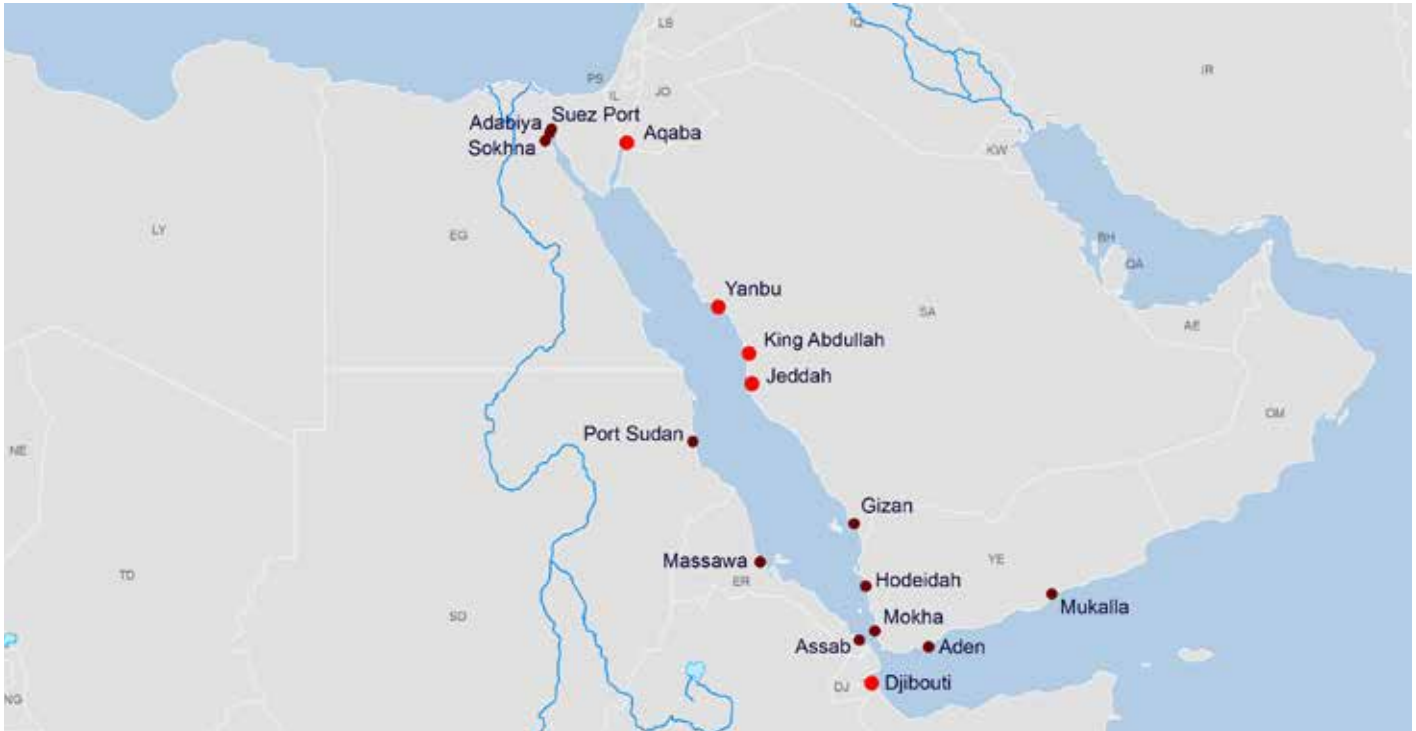 LB
IQ
IR
PS
IL
JO
Suez Port
Adabiya
Sokhna
Aqaba
KW
LY
EG
BH
QA
Yanbu
SA
AE
King Abdullah
Jeddah
OM
Port Sudan
NE
Gizan
Massawa
ER
YE
TD
Hodeidah
Mukalla
SD
Mokha
Assab
Aden
DJ
Djibouti
NG